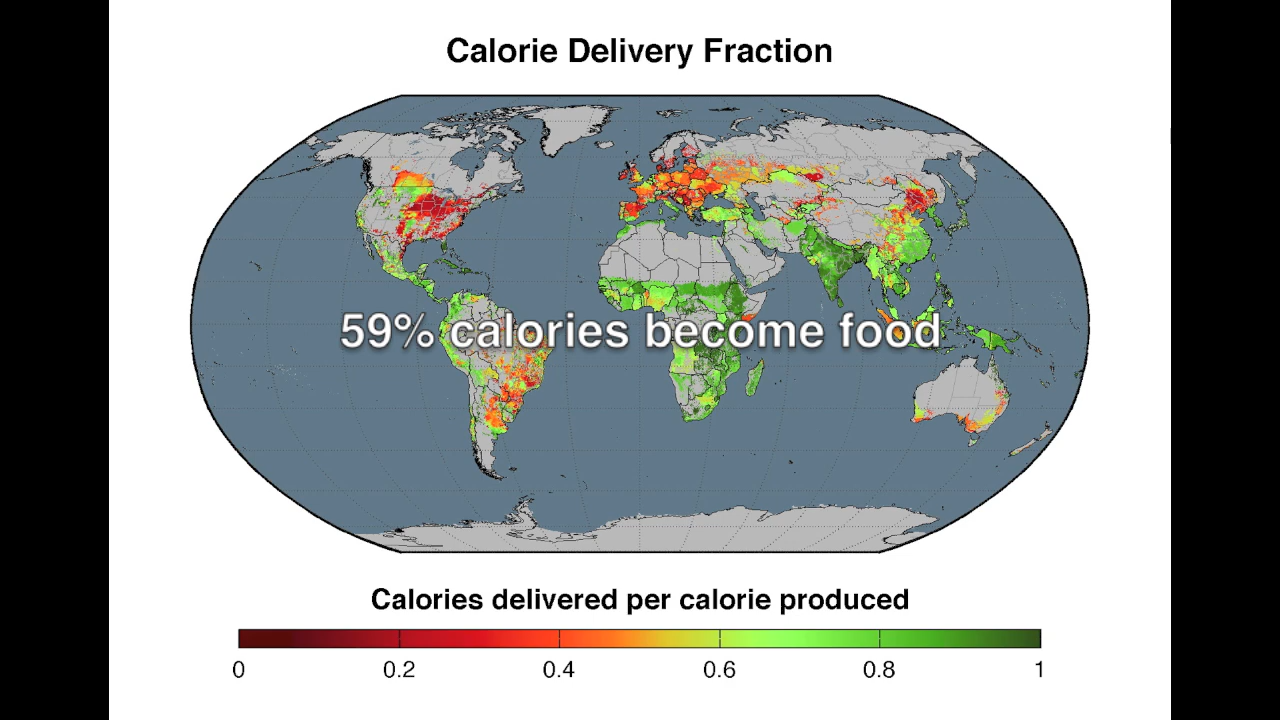 Calorie Delivery Fraction
59% calories become food
Calories delivered per calorie produced
0 0.2 0.4 0.6 0.8 1